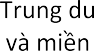 Trung du
và miền